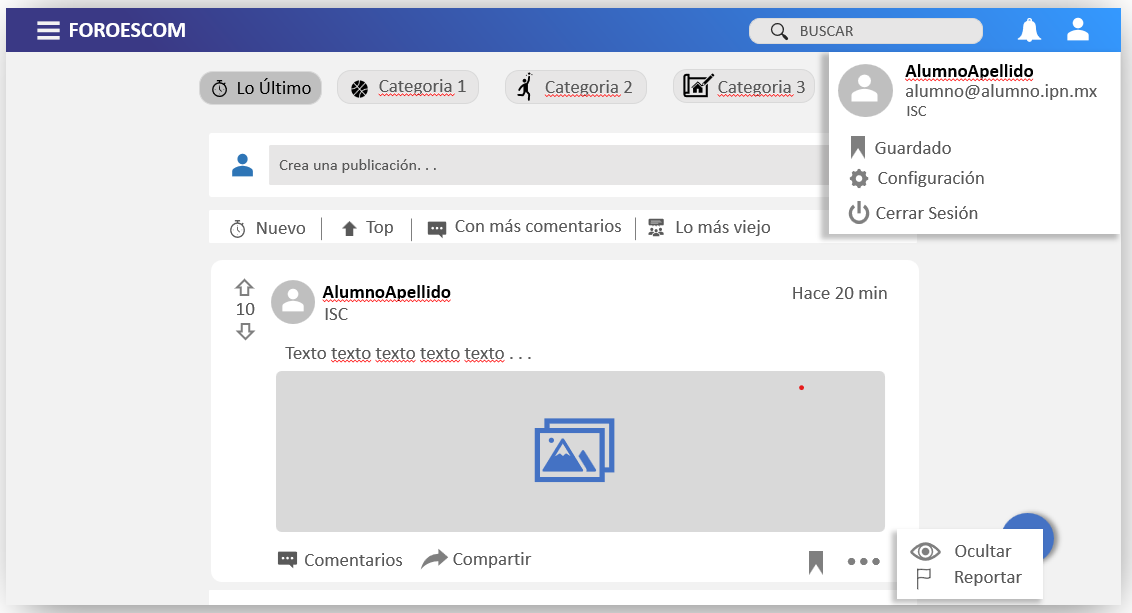 FOROESCOM
BUSCAR
Lo Último
Categoria 1
Categoria 2
Categoria 3
AlumnoApellido
alumno@alumno.ipn.mx
ISC
Guardado
Configuración
Cerrar Sesión
Crea una publicación. . .
Nuevo
Top
Con más comentarios
Lo más viejo
10
AlumnoApellido
ISC
Hace 20 min
Texto texto texto texto texto . . .
Comentarios
Compartir
Ocultar
Reportar